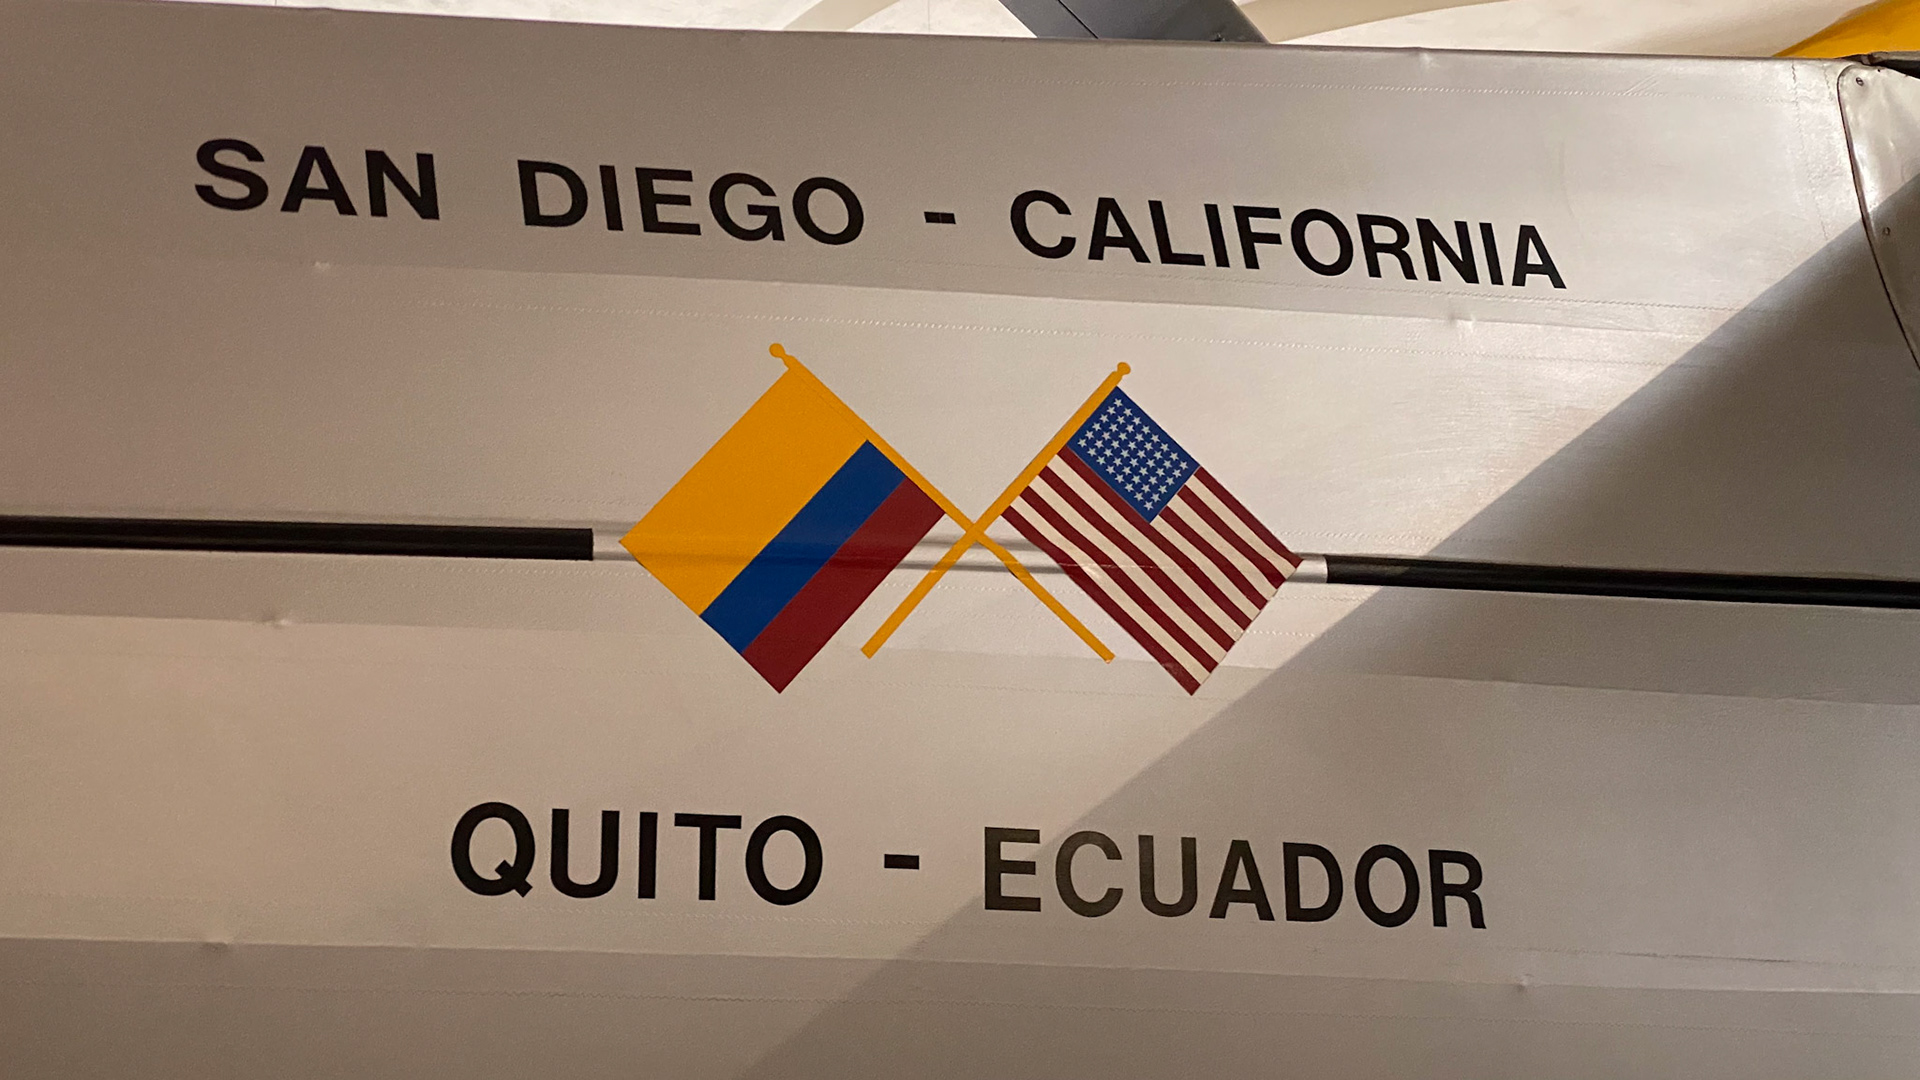 SAN DIEGO - CALIFORNIA
QUITO - ECUADOR